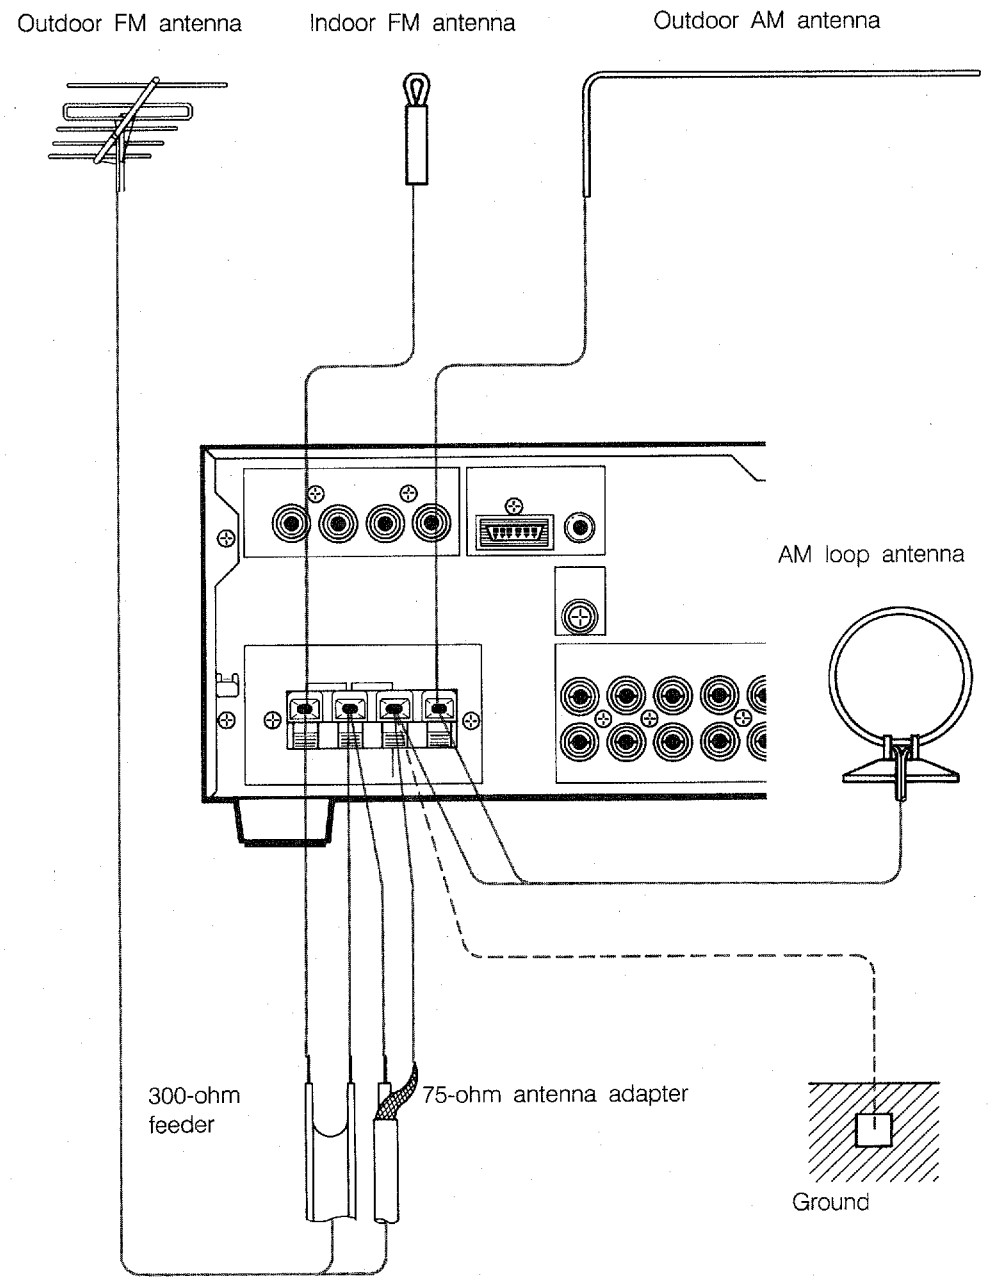 Outdoor FM antenna
Indoor FM antenna
Outdoor AM antenna
AM loop antenna
300-ohm
feeder
75-ohm antenna adapter
Ground